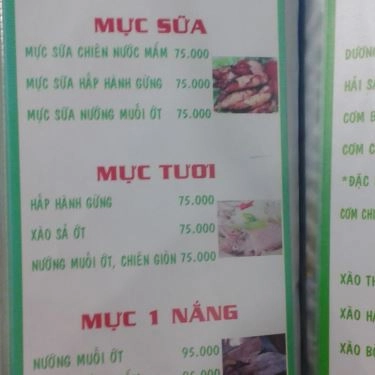 MỰC SỮA
MỰC SỮA CHIÊN NƯỚC MẮM 75.000
MỰC SỮA HẤP HÀNH GỪNG 75.000
MỰC SỮA NƯỚNG MUỐI ỚT 75.000
MỰC TƯƠI
HẤP HÀNH GỪNG 75.000
XÀO SẢ ỚT 75.000
NƯỚNG MUỐI ỚT, CHIÊN GIÒN 75.000
MỰC 1 NẮNG
NƯỚNG MUỐI ỚT 95.000
HẢI SẢ
CƠM B
CƠM C
*ĐẶC
CƠM CHI
XÀO TH
XÀO HÀ
XÀO BÔ